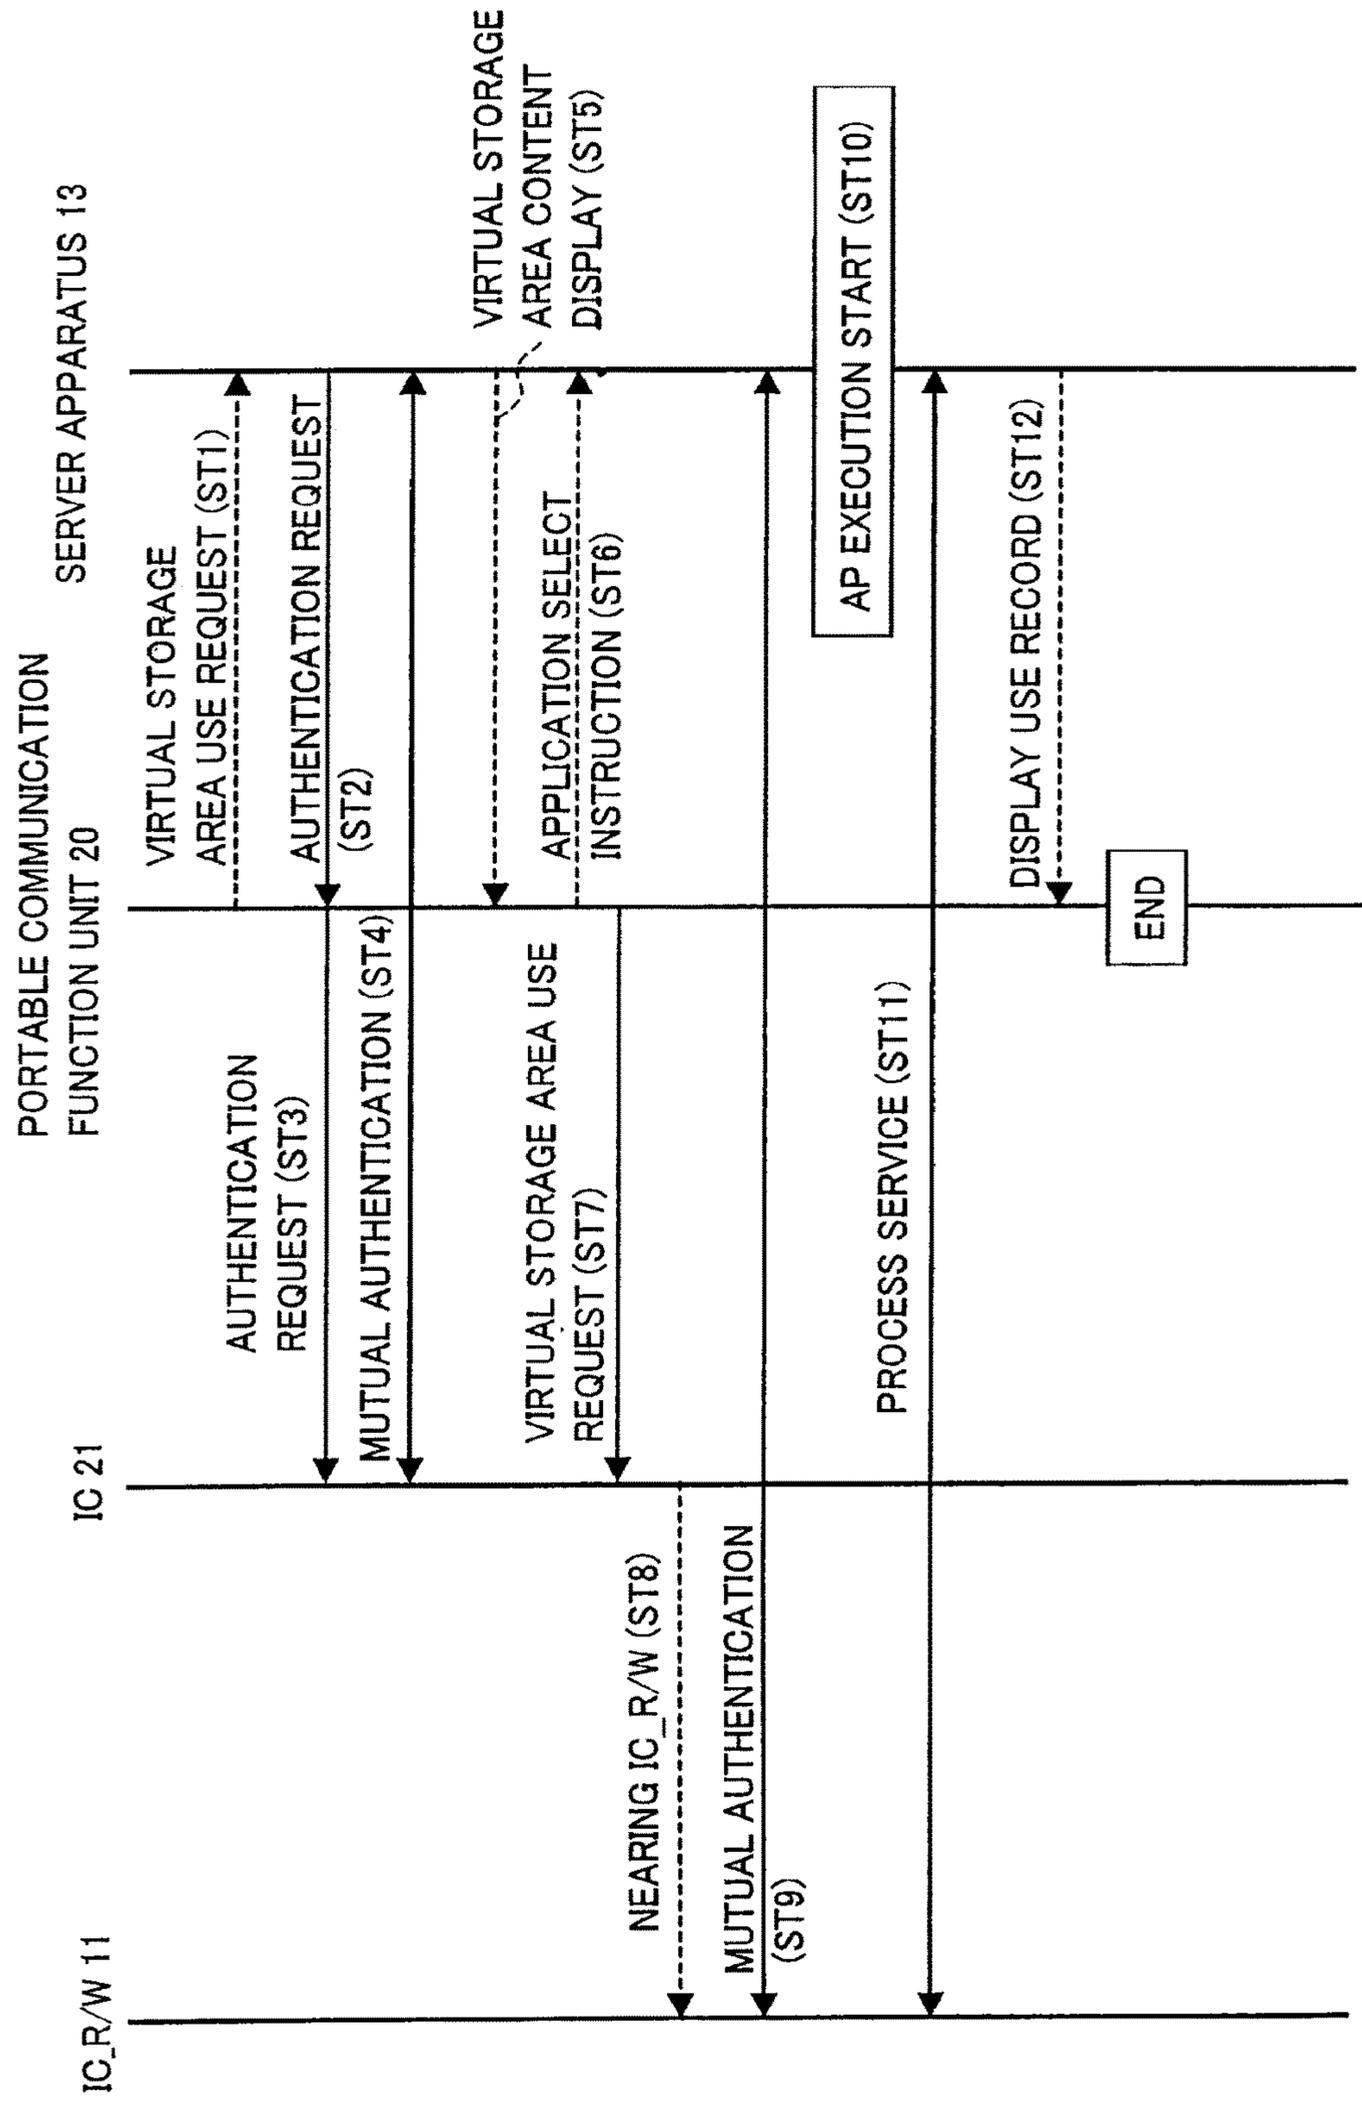 IC_R/W 11
IC 21
PORTABLE COMMUNICATION
FUNCTION UNIT 20
SERVER APPARATUS 13
VIRTUAL STORAGE
AREA USE REQUEST (ST1)
AUTHENTICATION REQUEST
(ST2)
AUTHENTICATION
REQUEST (ST3)
MUTUAL AUTHENTICATION (ST4)
VIRTUAL STORAGE
AREA CONTENT
DISPLAY (ST5)
APPLICATION SELECT
INSTRUCTION (ST6)
VIRTUAL STORAGE AREA USE
REQUEST (ST7)
NEARING IC_R/W (ST8)
MUTUAL AUTHENTICATION
(ST9)
AP EXECUTION START (ST10)
PROCESS SERVICE (ST11)
DISPLAY USE RECORD (ST12)
END